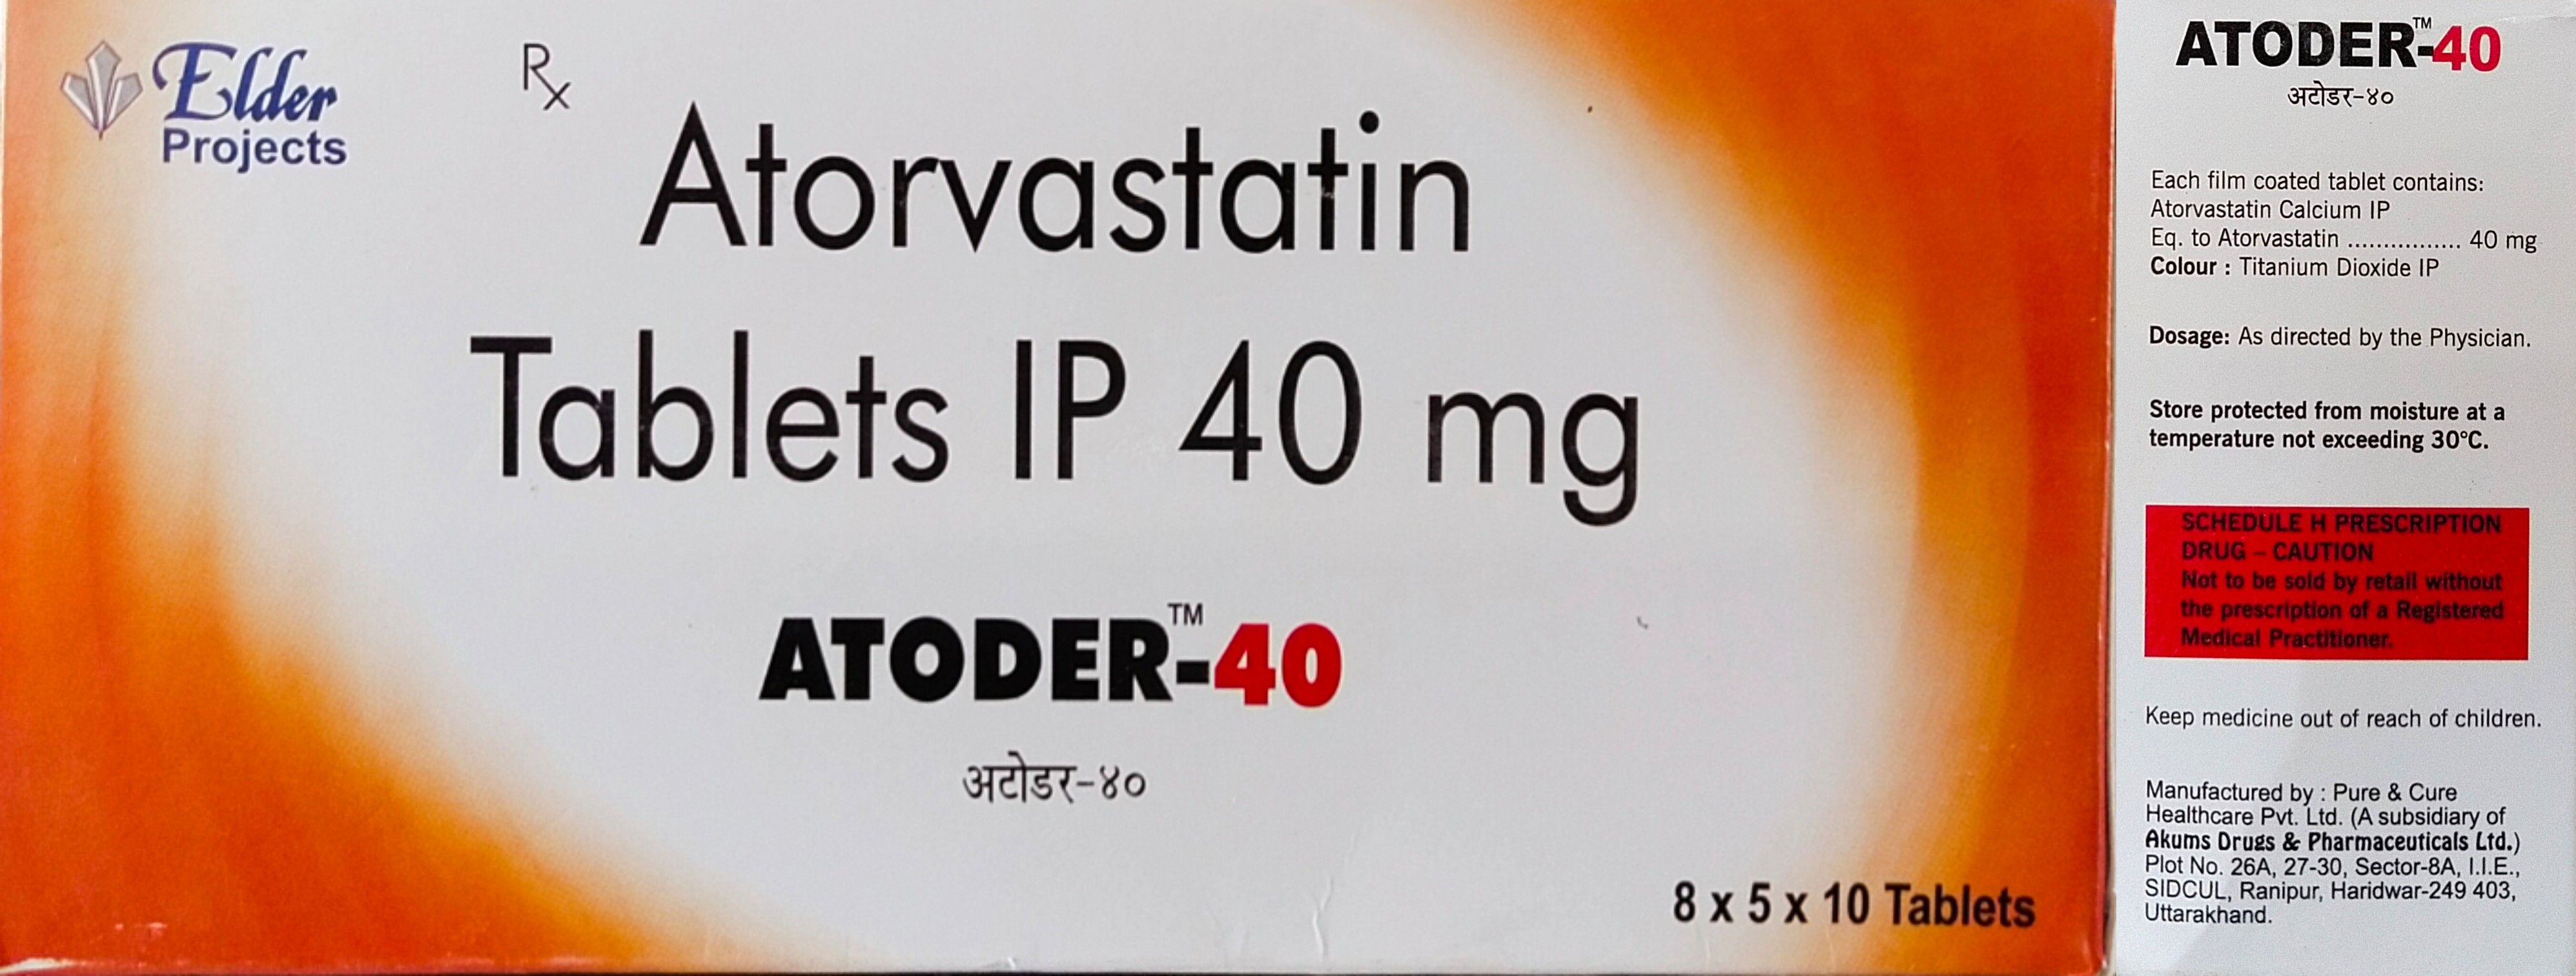 Elder
Projects
Rx
Atorvastatin
Tablets IP 40 mg
ATODER™-40
अटोडर-४०
8 x 5 x 10 Tablets
ATODER™-40
अटोडर-४०
Each film coated tablet contains:
Atorvastatin Calcium IP
Eq. to Atorvastatin ................ 40 mg
Colour : Titanium Dioxide IP
Dosage: As directed by the Physician.
Store protected from moisture at a
temperature not exceeding 30°C.
SCHEDULE H PRESCRIPTION
DRUG – CAUTION
Not to be sold by retail without
the prescription of a Registered
Medical Practitioner.
Keep medicine out of reach of children.
Manufactured by : Pure & Cure
Healthcare Pvt. Ltd. (A subsidiary of
Akums Drugs & Pharmaceuticals Ltd.)
Plot No. 26A, 27-30, Sector-8A, I.I.E.,
SIDCUL, Ranipur, Haridwar-249 403,
Uttarakhand.